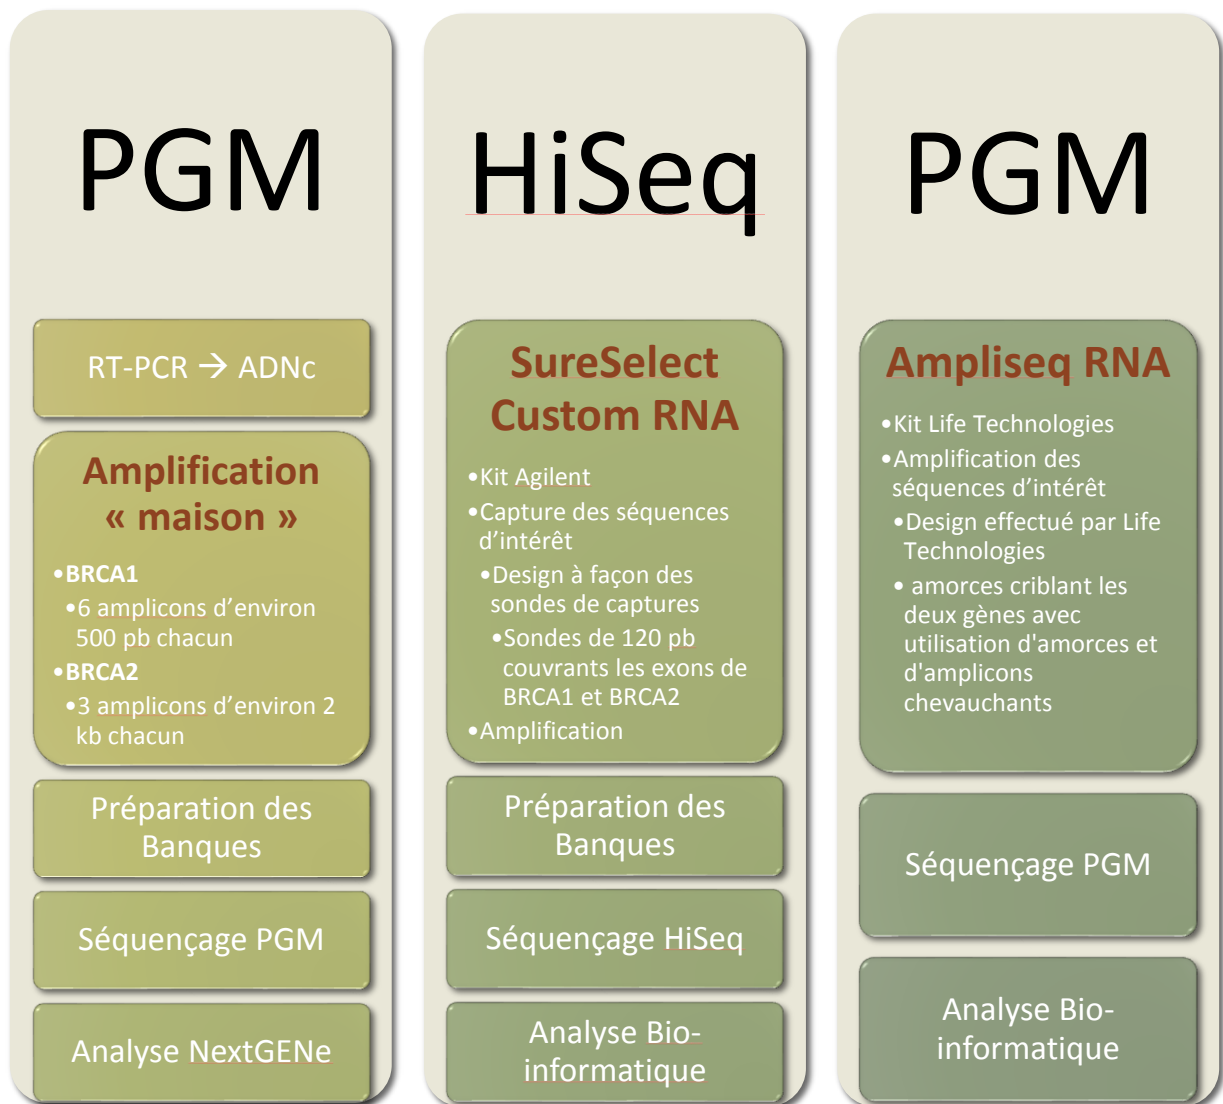 PGM
RT-PCR → ADNc
Amplification
« maison »
•BRCA1
•6 amplicons d’environ
500 pb chacun
•BRCA2
•3 amplicons d’environ 2
kb chacun
Préparation des
Banques
Séquençage PGM
Analyse NextGENe
HiSeq
SureSelect
Custom RNA
•Kit Agilent
•Capture des séquences
d’intérêt
•Design à façon des
sondes de captures
•Sondes de 120 pb
couvrants les exons de
BRCA1 et BRCA2
•Amplification
Préparation des
Banques
Séquençage HiSeq
Analyse Bio-
informatique
PGM
Ampliseq RNA
•Kit Life Technologies
•Amplification des
séquences d’intérêt
•Design effectué par Life
Technologies
• amorces criblant les
deux gènes avec
utilisation d'amorces et
d'amplicons
chevauchants
Séquençage PGM
Analyse Bio-
informatique